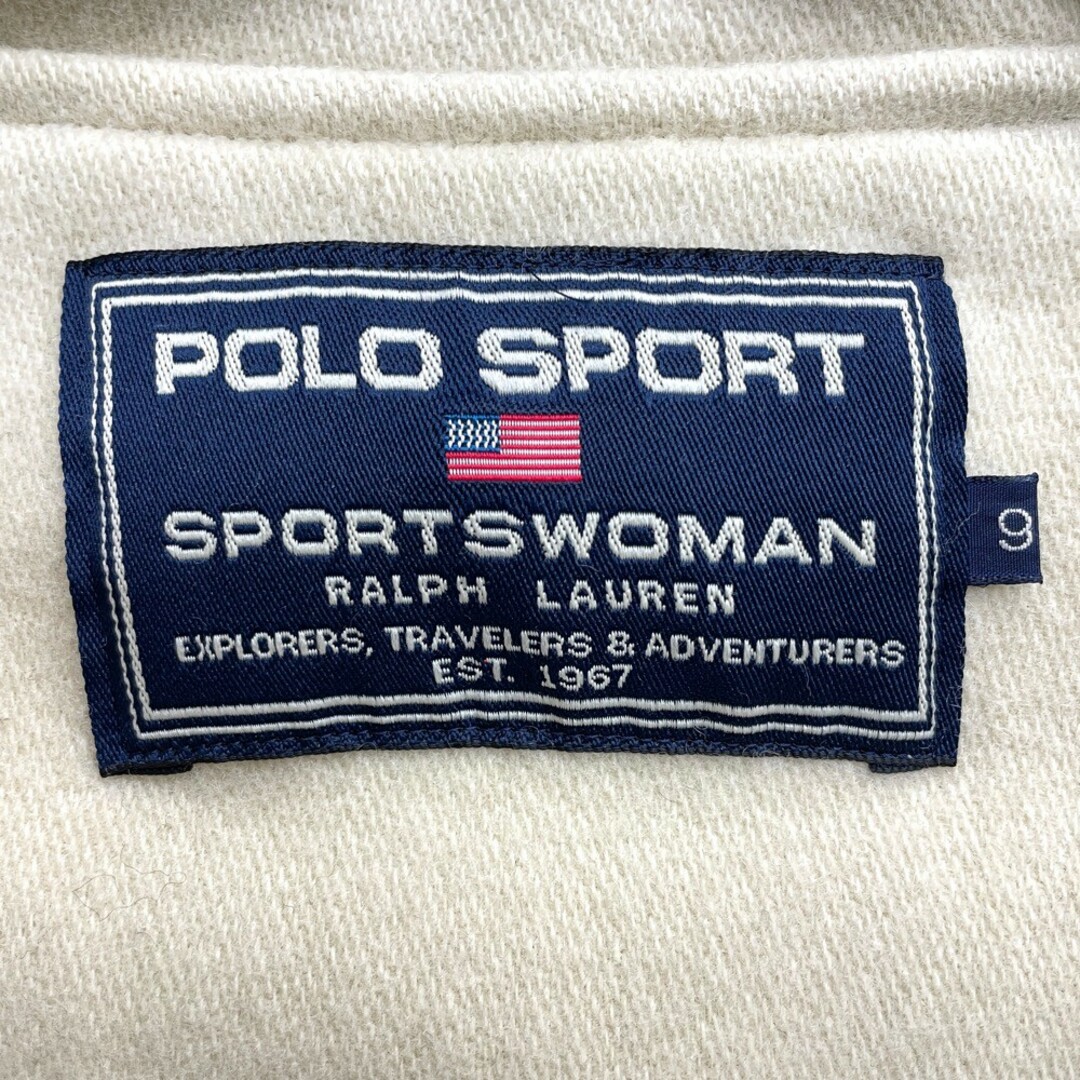 POLO SPORT
SPORTSWOMAN
RALPH LAUREN
EXPLORERS, TRAVELERS & ADVENTURERS
EST. 1967
9